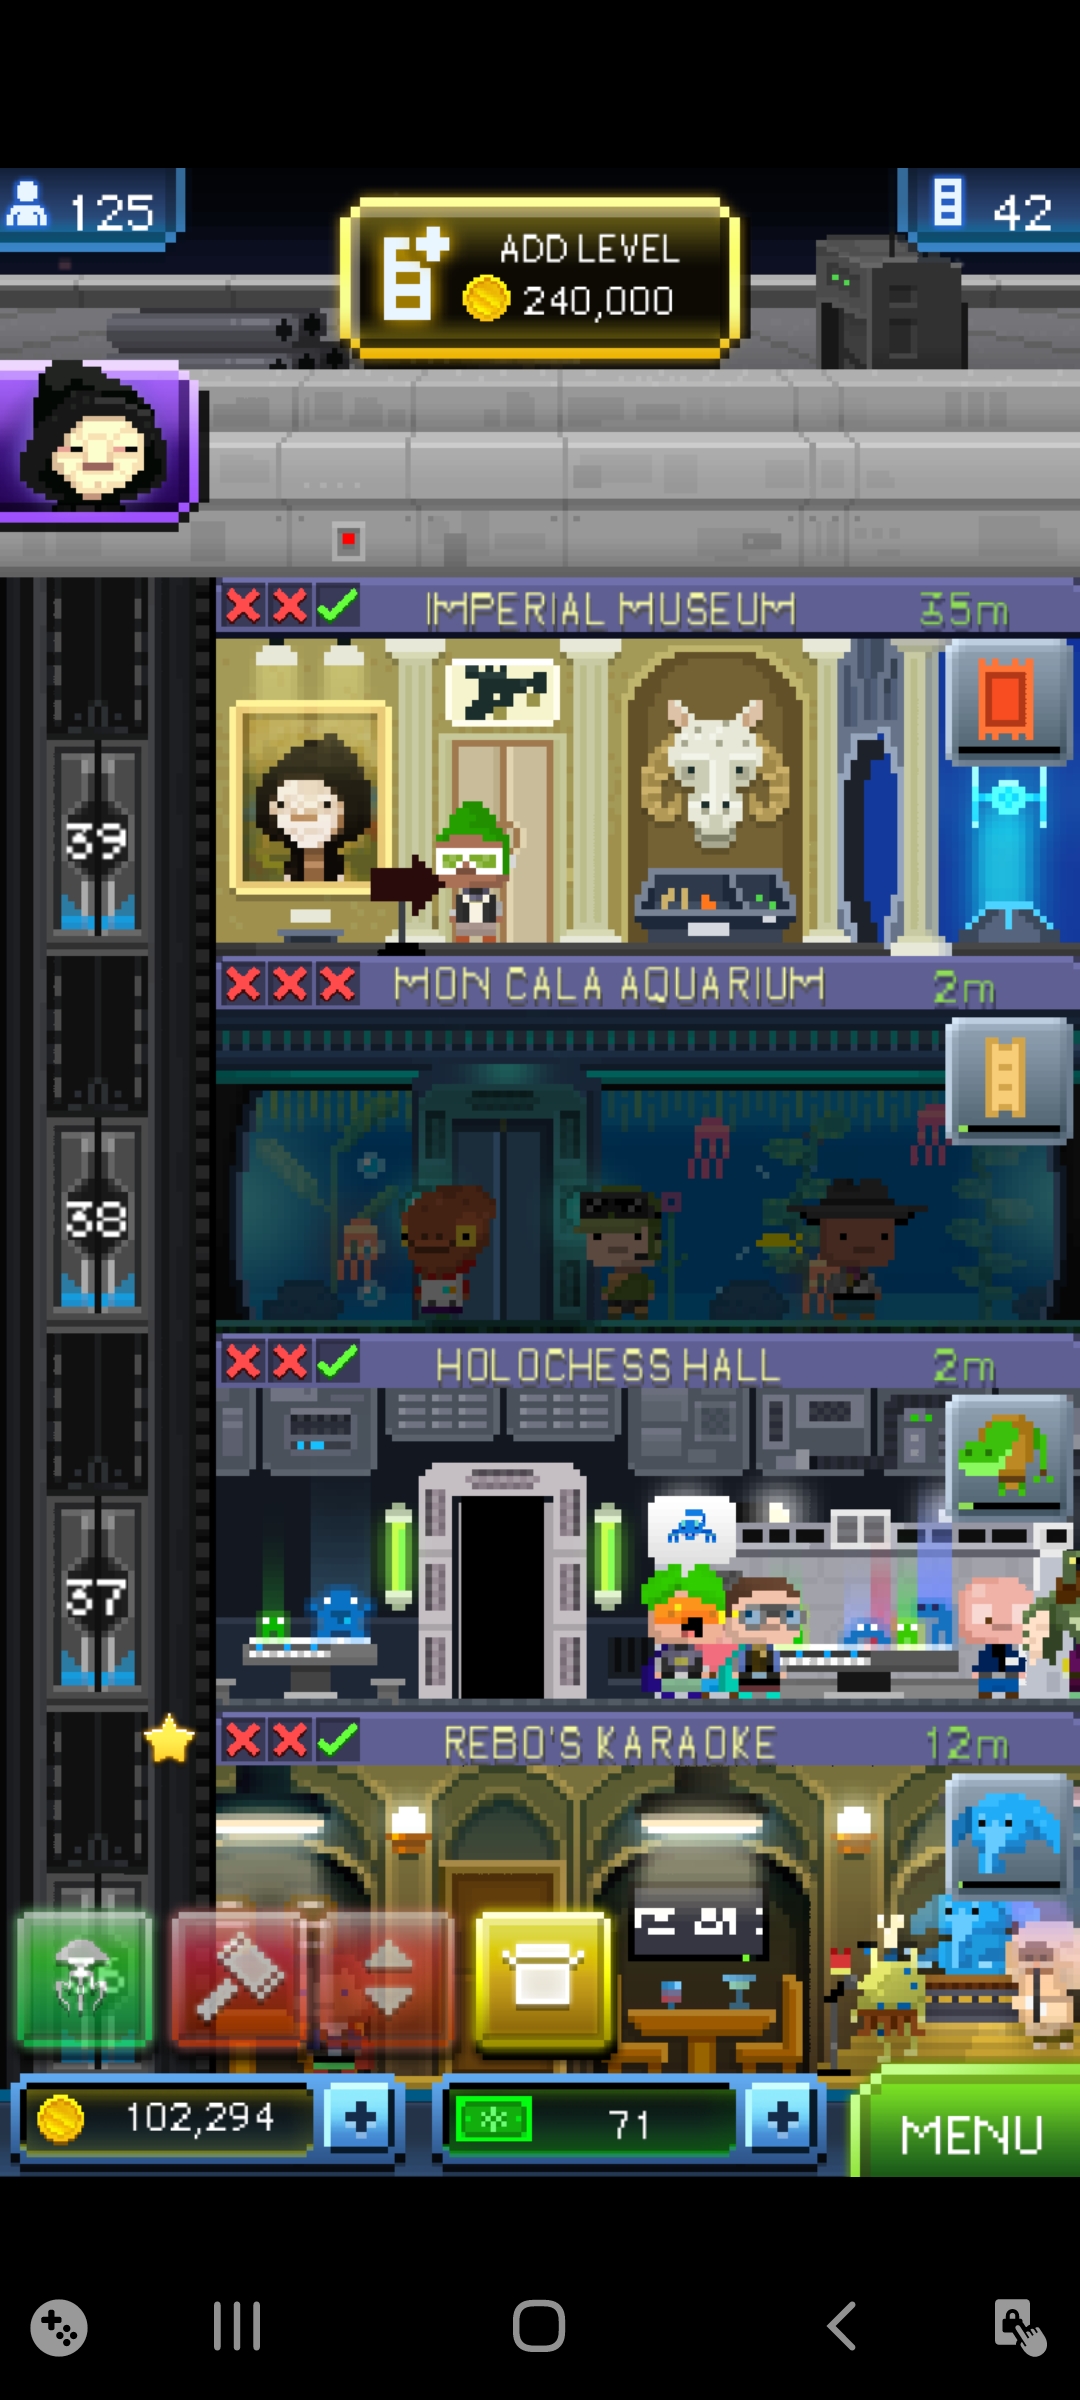 125
ADD LEVEL
240,000
42
IMPERIAL MUSEUM
35m
39
MON CALA AQUARIUM
2m
38
HOLOCHESS HALL
2m
37
REBO'S KARAOKE
12m
102,294
71
MENU